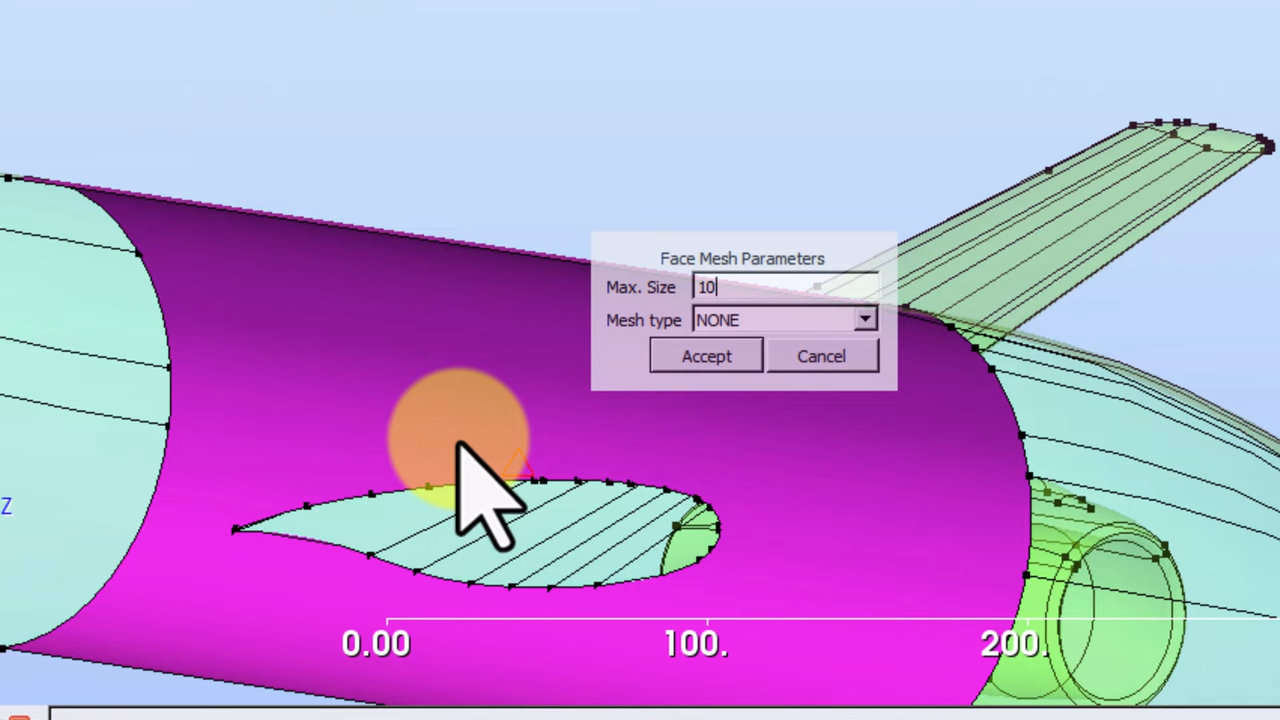 Face Mesh Parameters
Max. Size 10
Mesh type NONE
Accept Cancel
Z
0.00 100. 200.